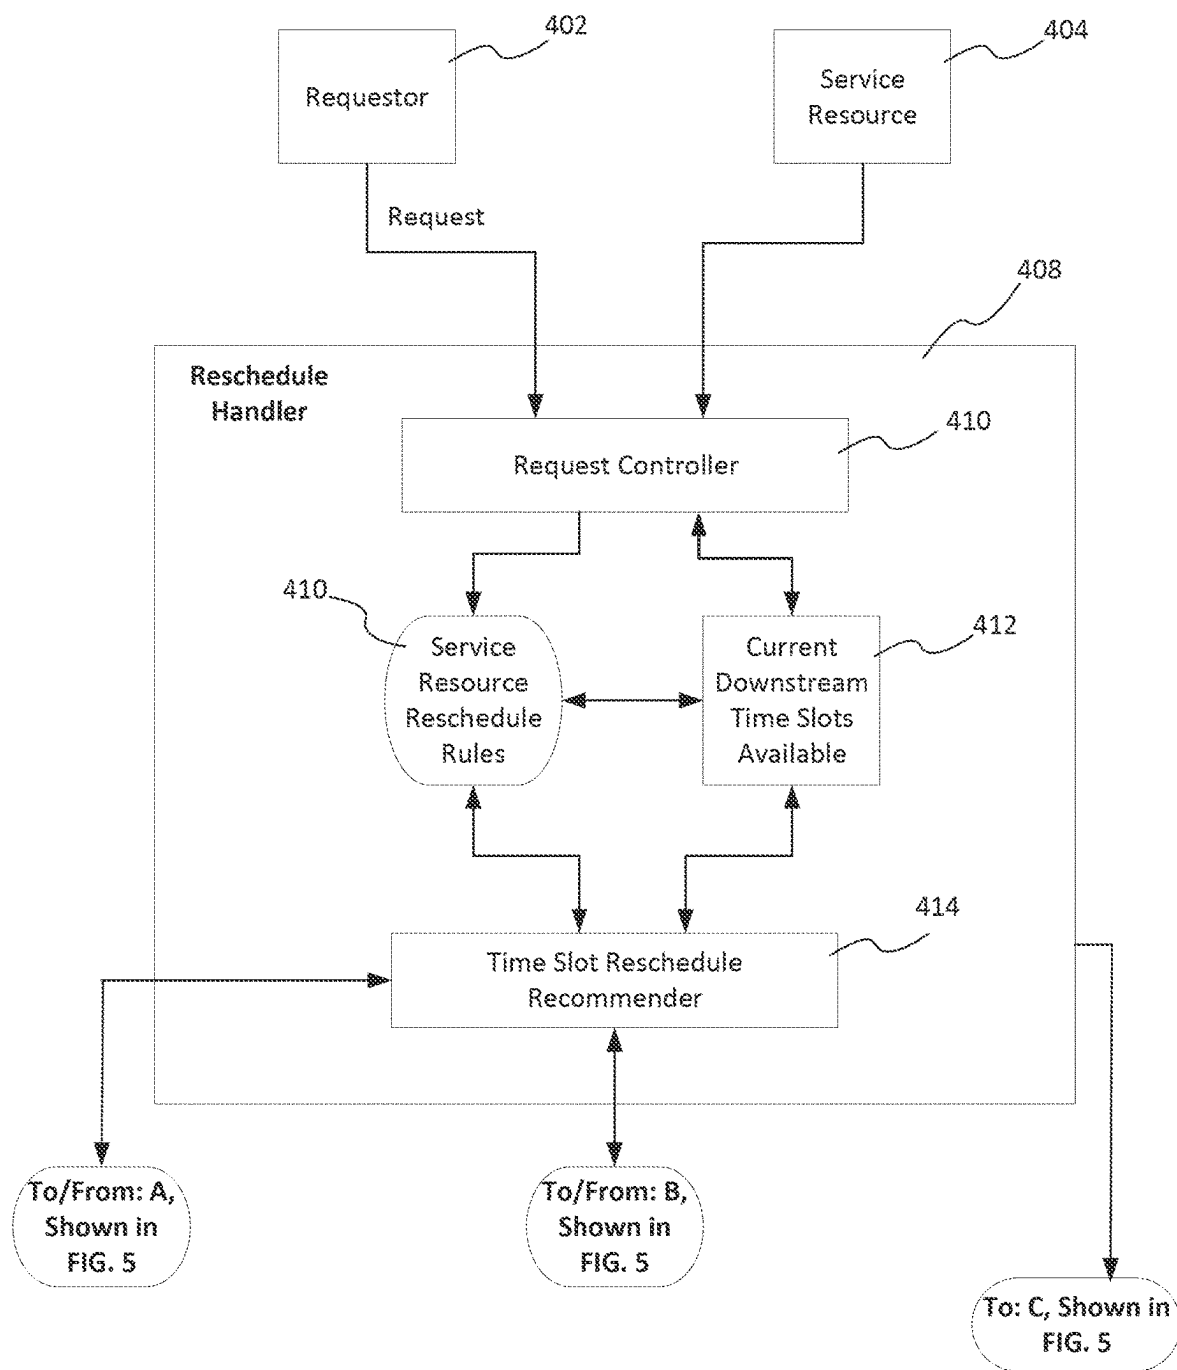 402
404
Requestor
Service
Resource
Request
408
Reschedule
Handler
410
Request Controller
410
412
Service
Resource
Reschedule
Rules
Current
Downstream
Time Slots
Available
414
Time Slot Reschedule
Recommender
To/From: A,
Shown in
FIG. 5
To/From: B,
Shown in
FIG. 5
To: C, Shown in
FIG. 5